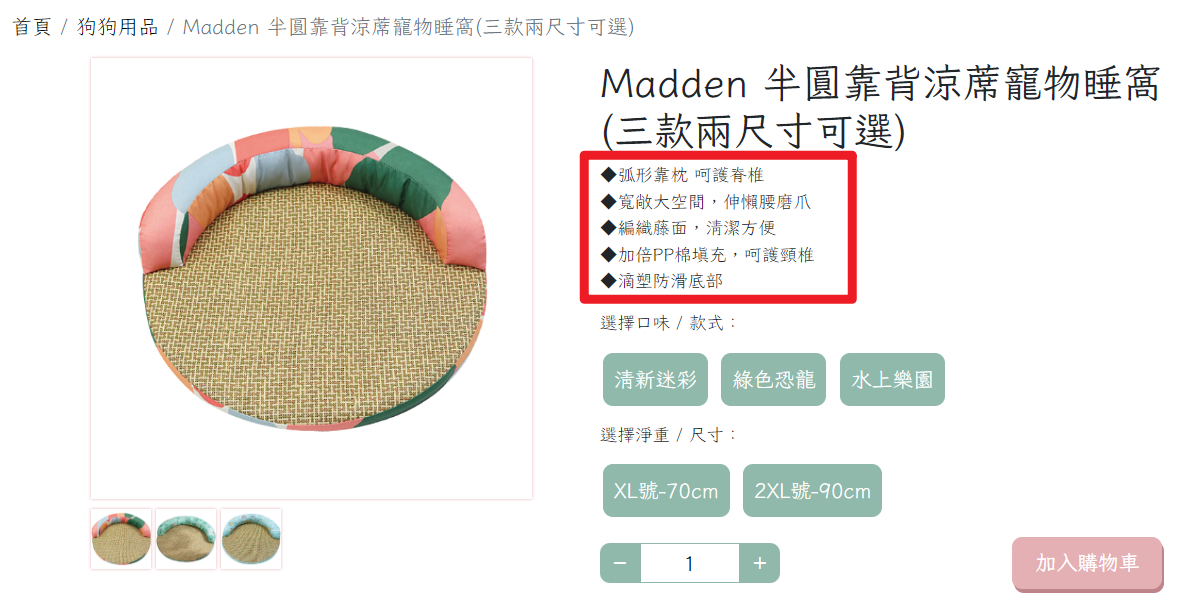 首頁 / 狗狗用品 / Madden 半圓靠背涼蓆寵物睡窩(三款兩尺寸可選)
Madden 半圓靠背涼蓆寵物睡窩
(三款兩尺寸可選)
◆弧形靠枕 呵護脊椎
◆寬敞大空間，伸懶腰磨爪
◆編織藤面，清潔方便
◆加倍PP棉填充，呵護頸椎
◆滴塑防滑底部
選擇口味 / 款式：
清新迷彩 綠色恐龍 水上樂園
選擇淨重 / 尺寸：
XL號-70cm 2XL號-90cm
− 1 +
加入購物車